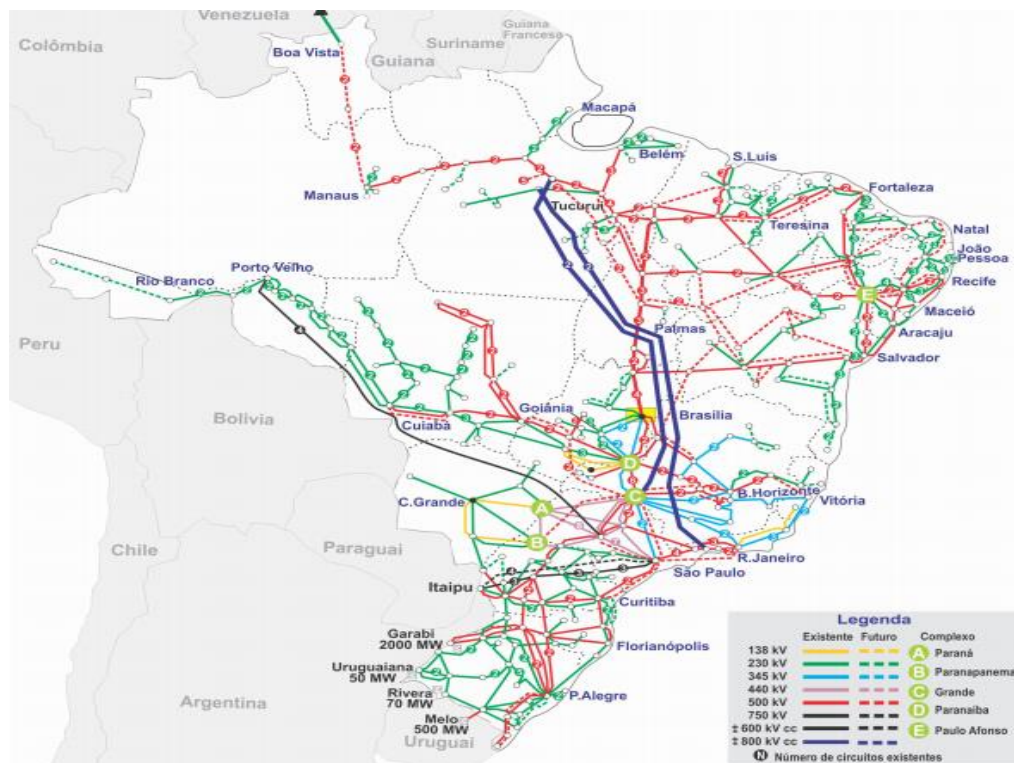 Venezuela
Guiana
Francesa
Suriname
Colômbia
Boa Vista
Guiana
Macapá
Belém
S.Luis
Manaus
Tucuruí
Fortaleza
Teresina
Natal
João
Pessoa
Porto Velho
Rio Branco
Recife
E
Maceió
Palmas
Aracaju
Peru
Salvador
Bolívia
Goiânia
Brasília
Cuiabá
D
C
B.Horizonte
Vitória
C.Grande
A
B
Paraguai
Chile
R.Janeiro
São Paulo
Itaipu
Curitiba
Garabi
2000 MW
Florianópolis
Uruguaiana
50 MW
Rivera
70 MW
P.Alegre
Melo
500 MW
Argentina
Uruguai
Legenda
Existente Futuro Complexo
138 kV A Paraná
230 kV B Paranapanema
345 kV
440 kV C Grande
500 kV D Paranaíba
750 kV E Paulo Afonso
± 600 kV cc
± 800 kV cc
N Número de circuitos existentes